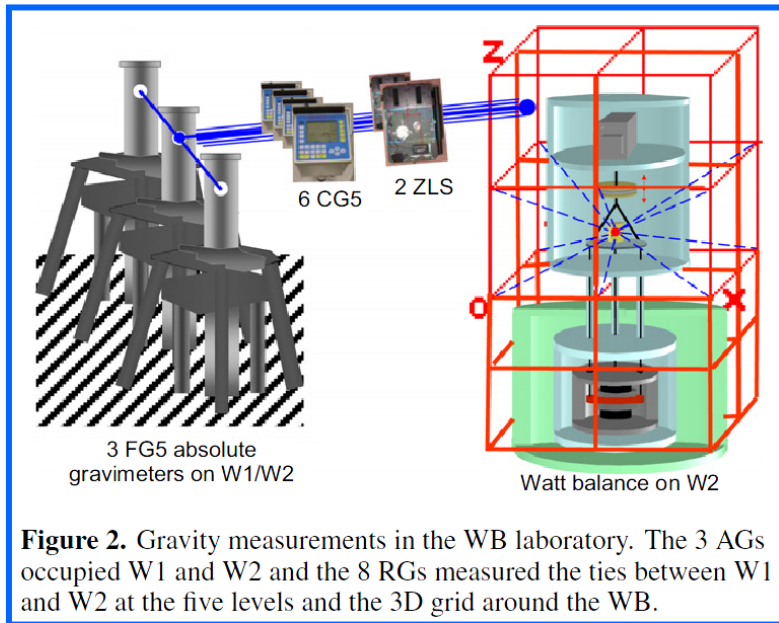 Z
6 CG5
2 ZLS
O
X
3 FG5 absolute
gravimeters on W1/W2
Watt balance on W2
Figure 2. Gravity measurements in the WB laboratory. The 3 AGs
occupied W1 and W2 and the 8 RGs measured the ties between W1
and W2 at the five levels and the 3D grid around the WB.